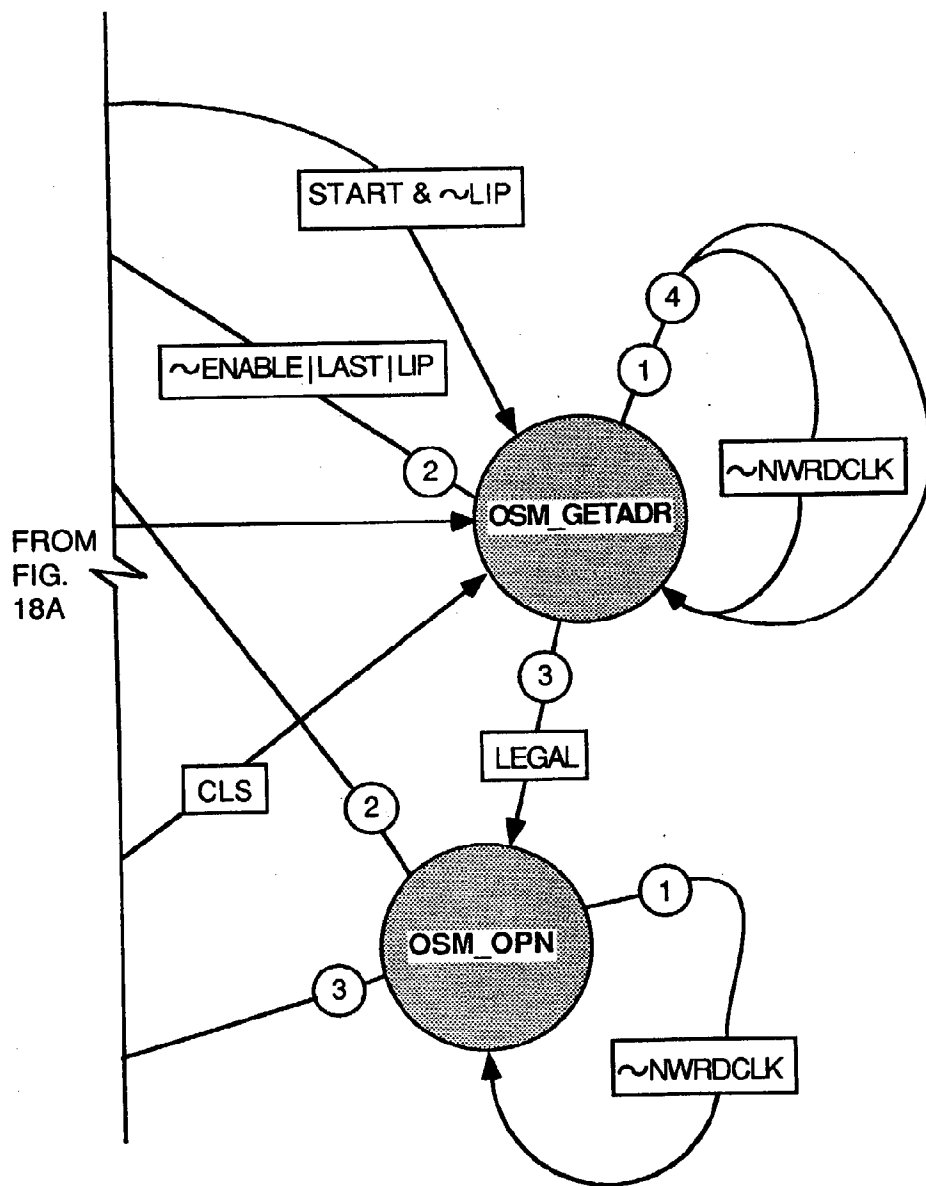 START & ~LIP
4
~ENABLE|LAST|LIP
1
2
~NWRDCLK
OSM_GETADR
FROM
FIG.
18A
3
LEGAL
CLS
2
1
OSM_OPN
3
~NWRDCLK